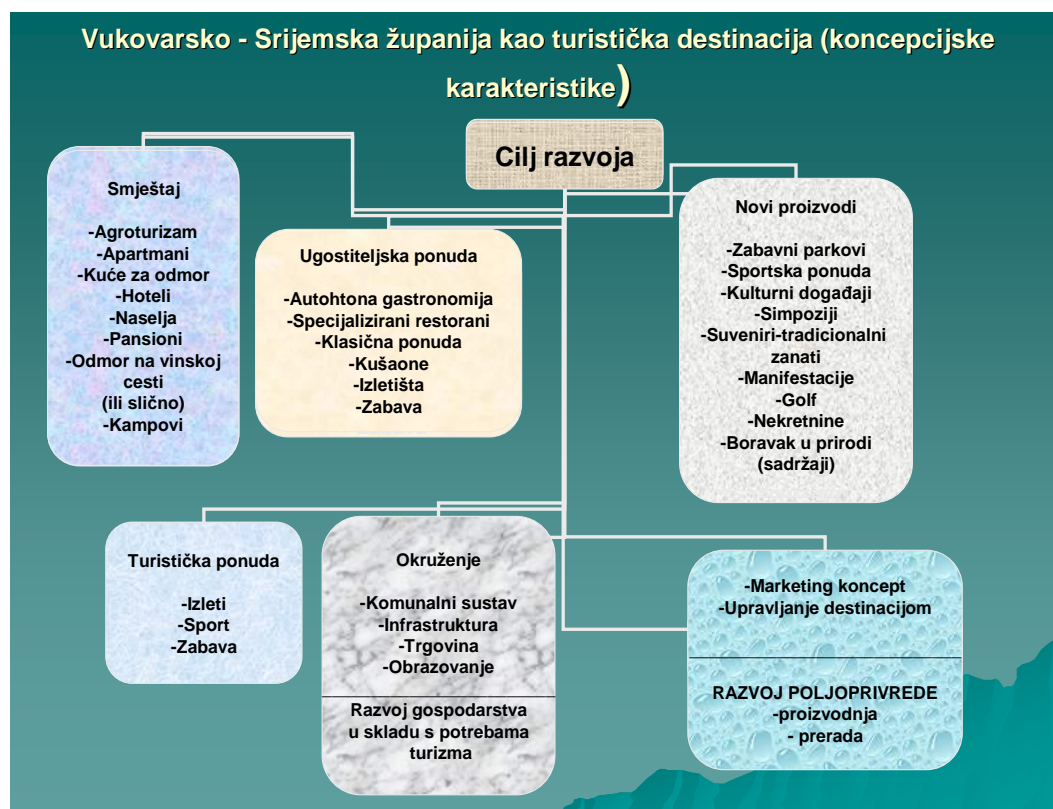 Vukovarsko - Srijemska županija kao turistička destinacija (koncepcijske
karakteristike)
Cilj razvoja
Smještaj
-Agroturizam
-Apartmani
-Kuće za odmor
-Hoteli
-Naselja
-Pansioni
-Odmor na vinskoj
cesti
(ili slično)
-Kampovi
Ugostiteljska ponuda
-Autohtona gastronomija
-Specijalizirani restorani
-Klasična ponuda
-Kušaone
-Izletišta
-Zabava
Novi proizvodi
-Zabavni parkovi
-Sportska ponuda
-Kulturni događaji
-Simpoziji
-Suveniri-tradicionalni
zanati
-Manifestacije
-Golf
-Nekretnine
-Boravak u prirodi
(sadržaji)
Turistička ponuda
-Izleti
-Sport
-Zabava
Okruženje
-Komunalni sustav
-Infrastruktura
-Trgovina
-Obrazovanje
Razvoj gospodarstva
u skladu s potrebama
turizma
-Marketing koncept
-Upravljanje destinacijom
RAZVOJ POLJOPRIVREDE
-proizvodnja
- prerada